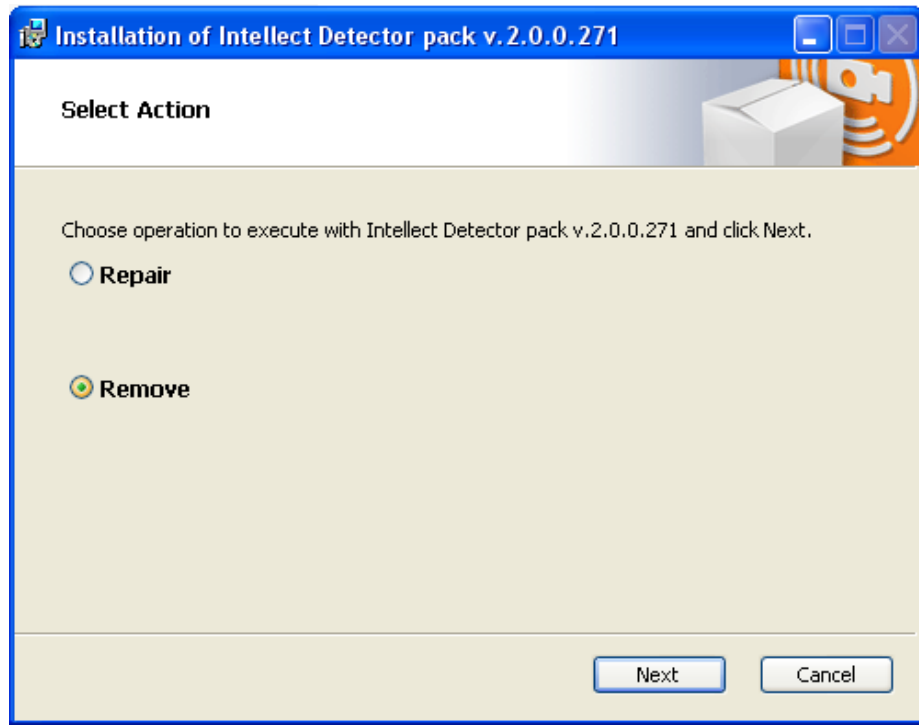 Installation of Intellect Detector pack v.2.0.0.271
Select Action
Choose operation to execute with Intellect Detector pack v.2.0.0.271 and click Next.
Repair
Remove
Next
Cancel